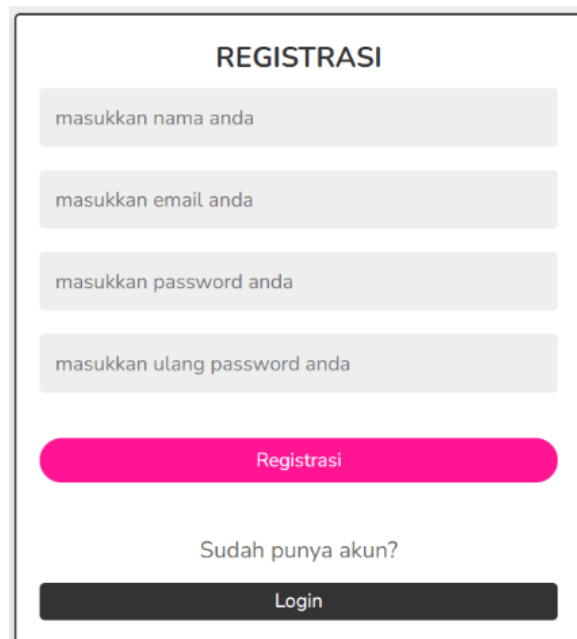 REGISTRASI
masukkan nama anda
masukkan email anda
masukkan password anda
masukkan ulang password anda
Registrasi
Sudah punya akun?
Login